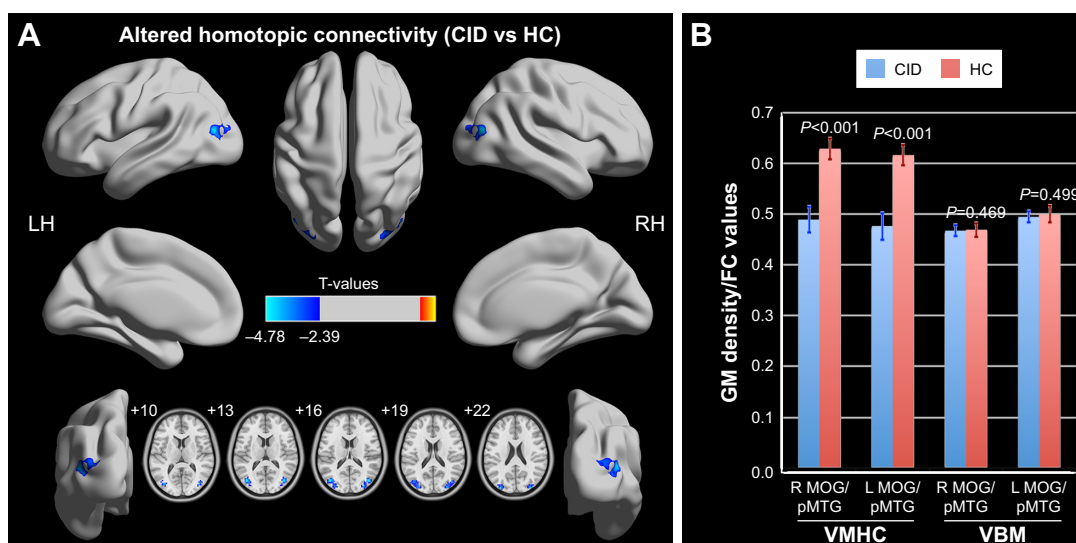 A
Altered homotopic connectivity (CID vs HC)
LH
RH
T-values
–4.78
–2.39
+10
+13
+16
+19
+22
B
CID
HC
GM density/FC values
0.7
0.6
0.5
0.4
0.3
0.2
0.1
0.0
P<0.001
P<0.001
P=0.469
P=0.499
R MOG/
pMTG
L MOG/
pMTG
R MOG/
pMTG
L MOG/
pMTG
VMHC
VBM